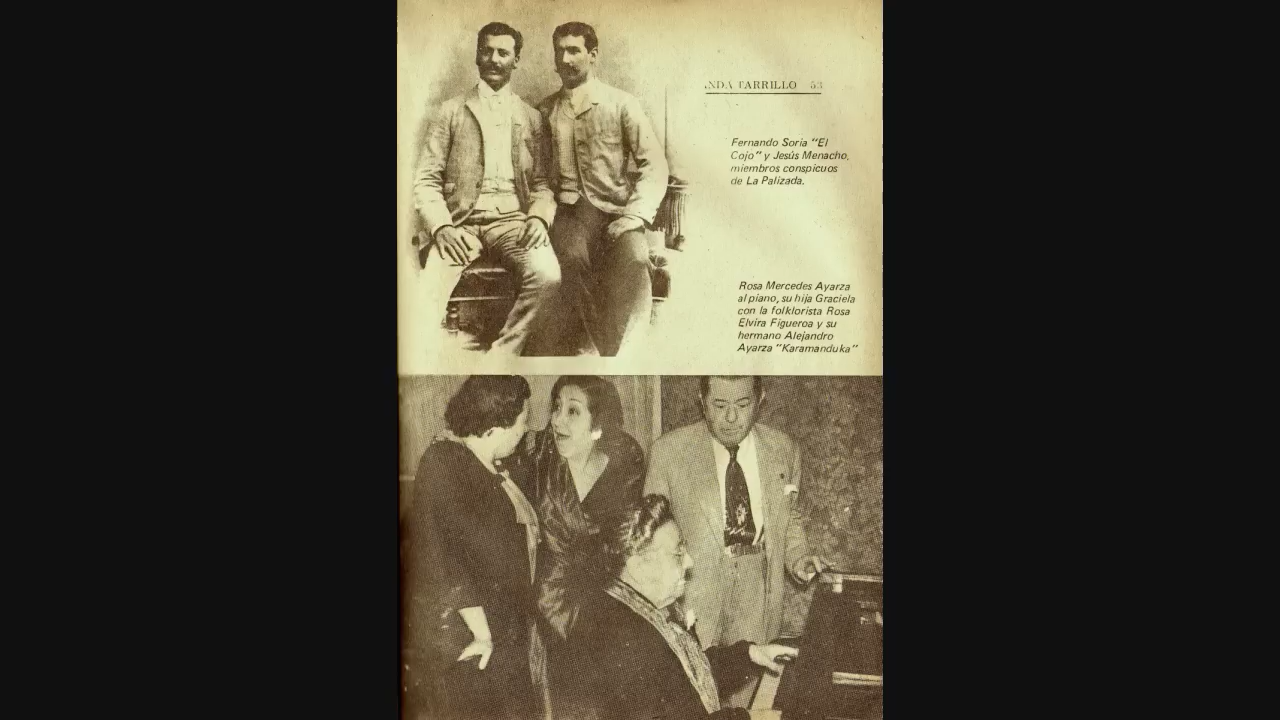 NDA TARRILLO 53
Fernando Soria "El
Cojo" y Jesús Menacho,
miembros conspicuos
de La Palizada.
Rosa Mercedes Ayarza
al piano, su hija Graciela
con la folklorista Rosa
Elvira Figueroa y su
hermano Alejandro
Ayarza "Karamanduka"